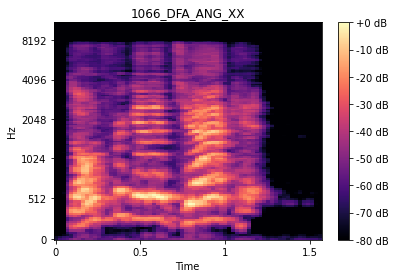 1066_DFA_ANG_XX
8192
4096
2048
1024
512
0
Hz
0
0.5
1
1.5
Time
+0 dB
-10 dB
-20 dB
-30 dB
-40 dB
-50 dB
-60 dB
-70 dB
-80 dB